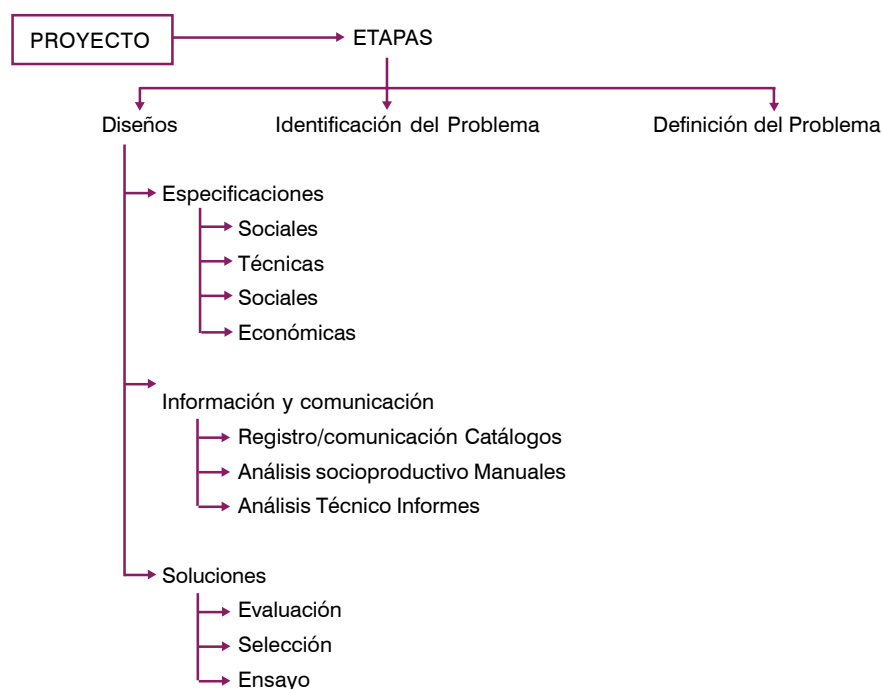 PROYECTO
ETAPAS
Diseños
Identificación del Problema
Definición del Problema
Especificaciones
Sociales
Técnicas
Sociales
Económicas
Información y comunicación
Registro/comunicación Catálogos
Análisis socioproductivo Manuales
Análisis Técnico Informes
Soluciones
Evaluación
Selección
Ensayo